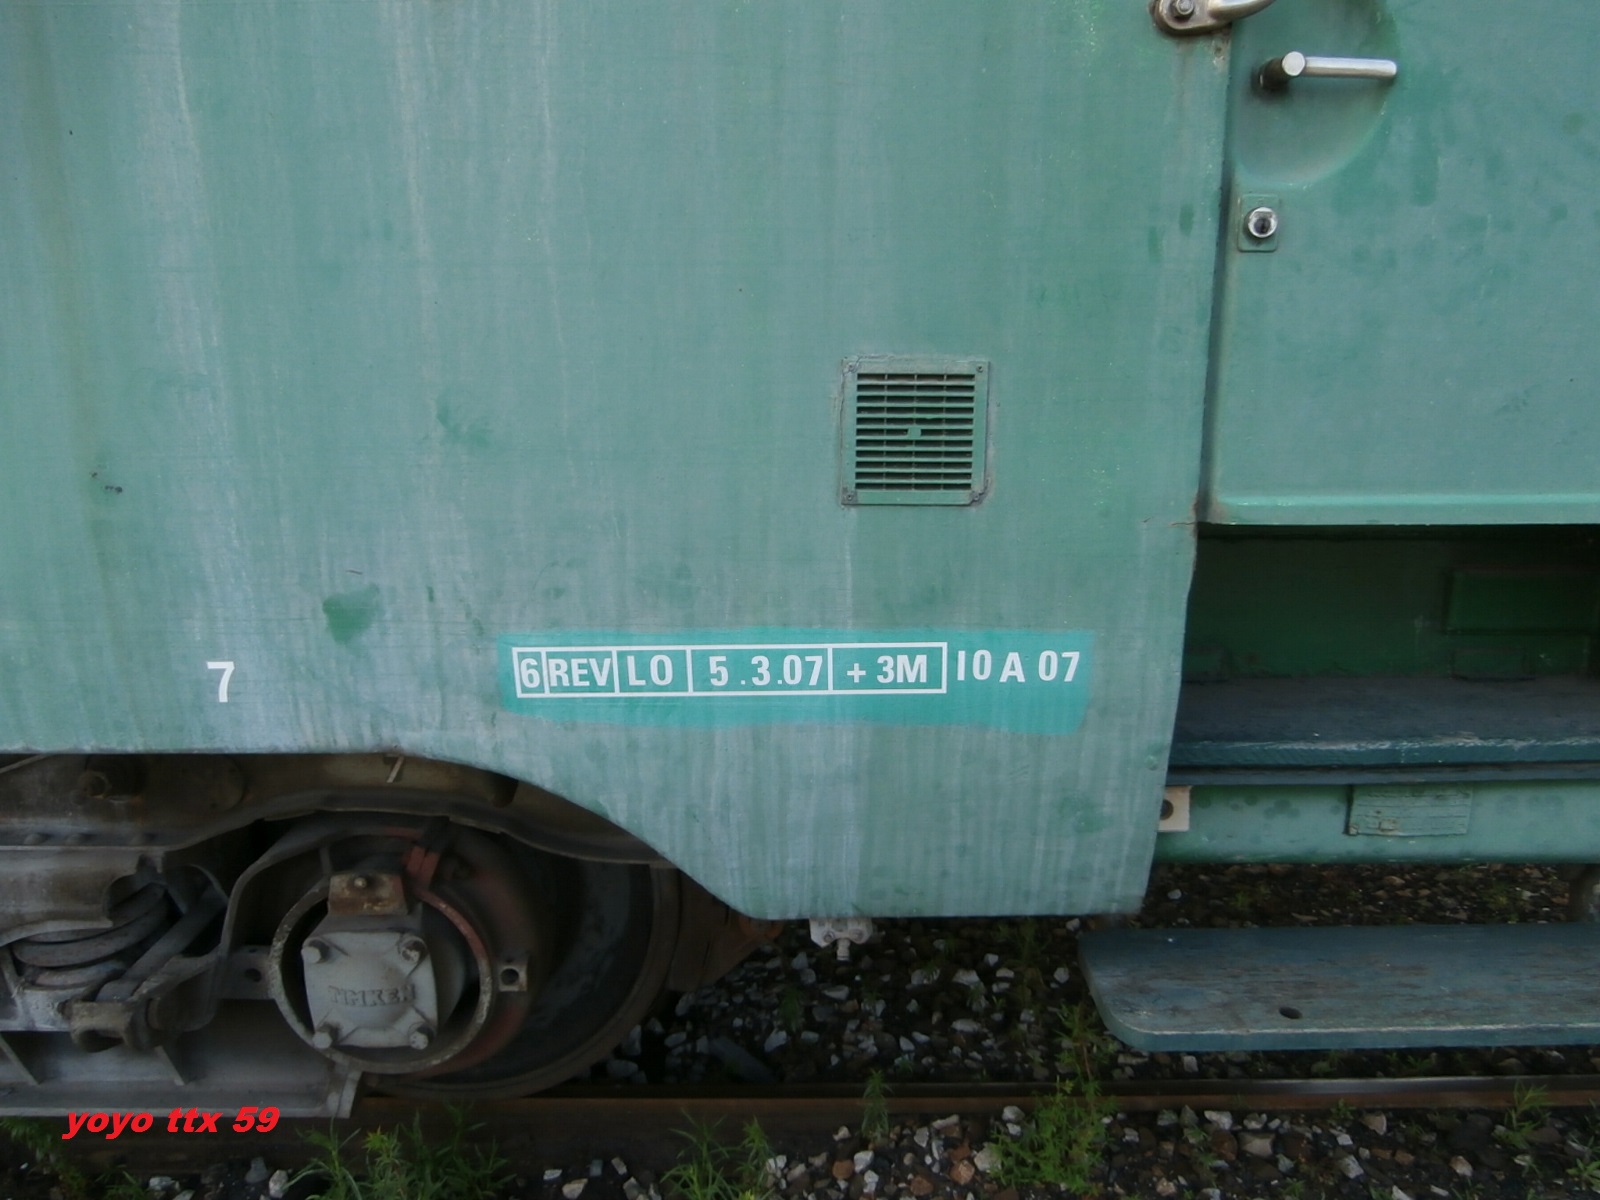 7
6 REV LO 5.3.07 + 3M 10 A 07
TIMKEN
yoyo ttx 59